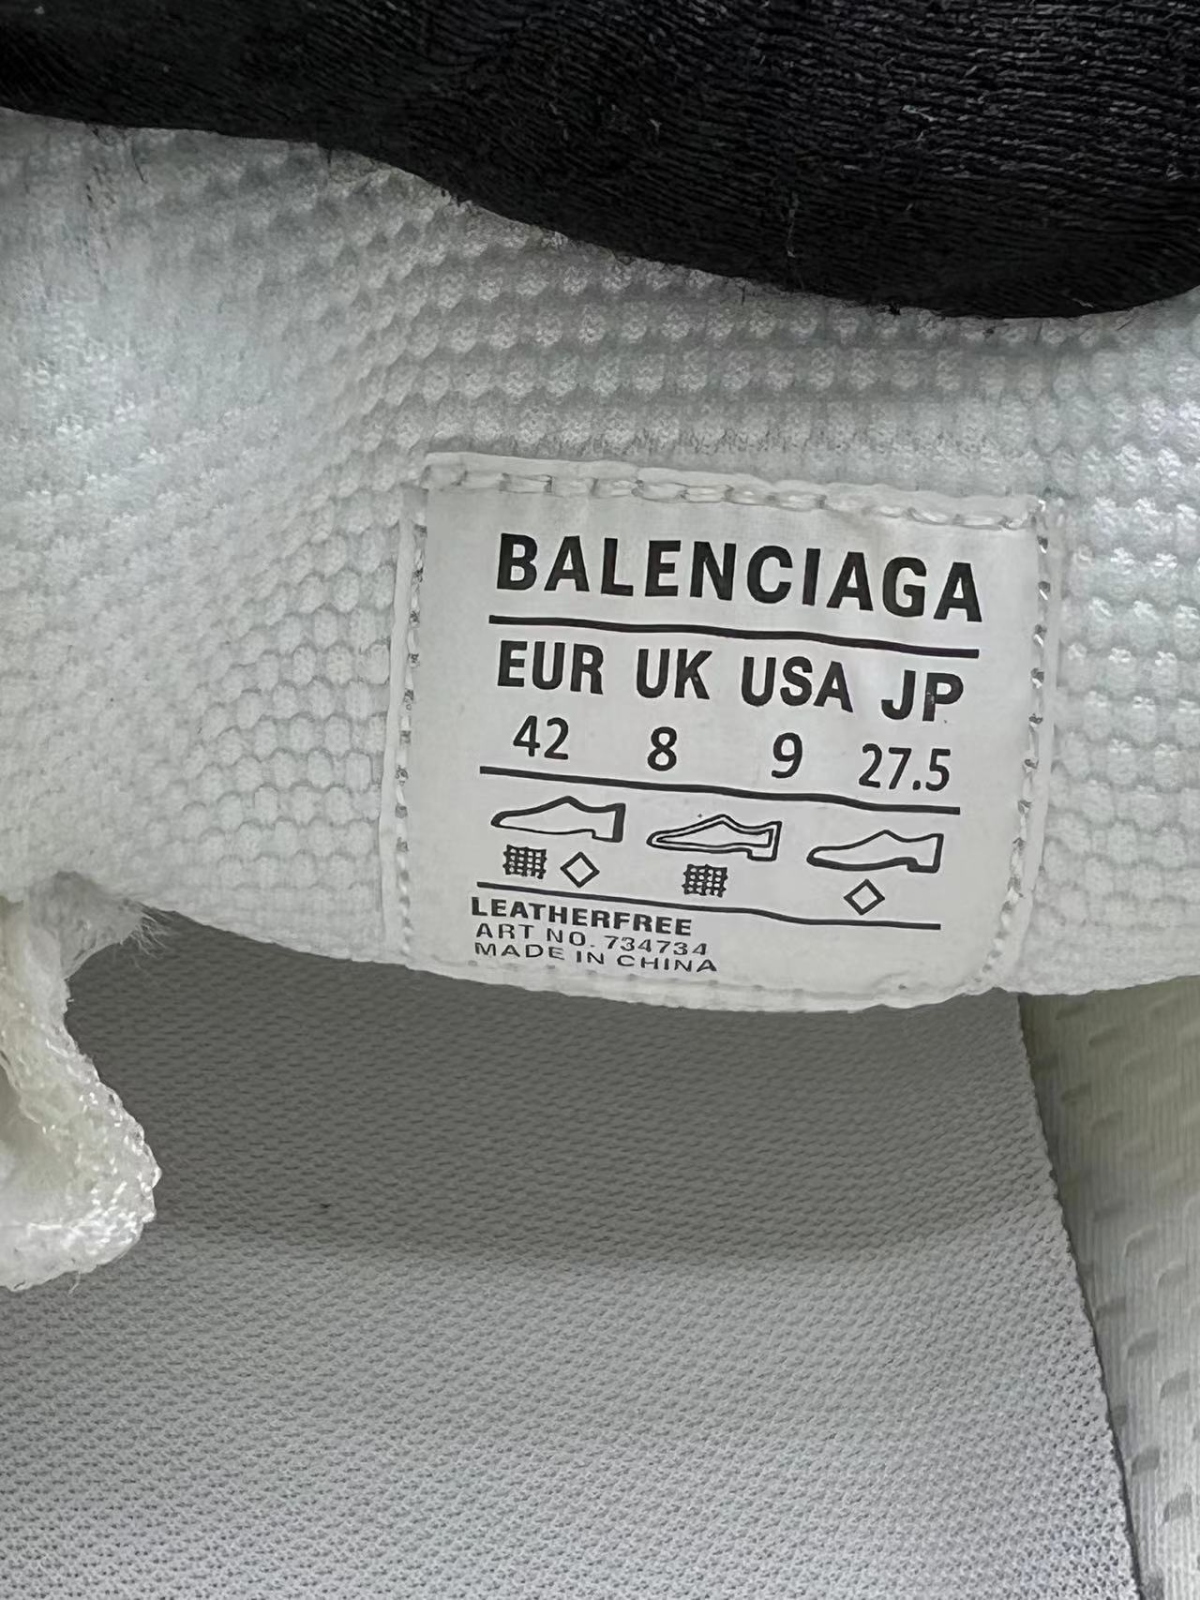 BALENCIAGA
EUR UK USA JP
42 8 9 27.5
LEATHERFREE
ART NO. 734734
MADE IN CHINA